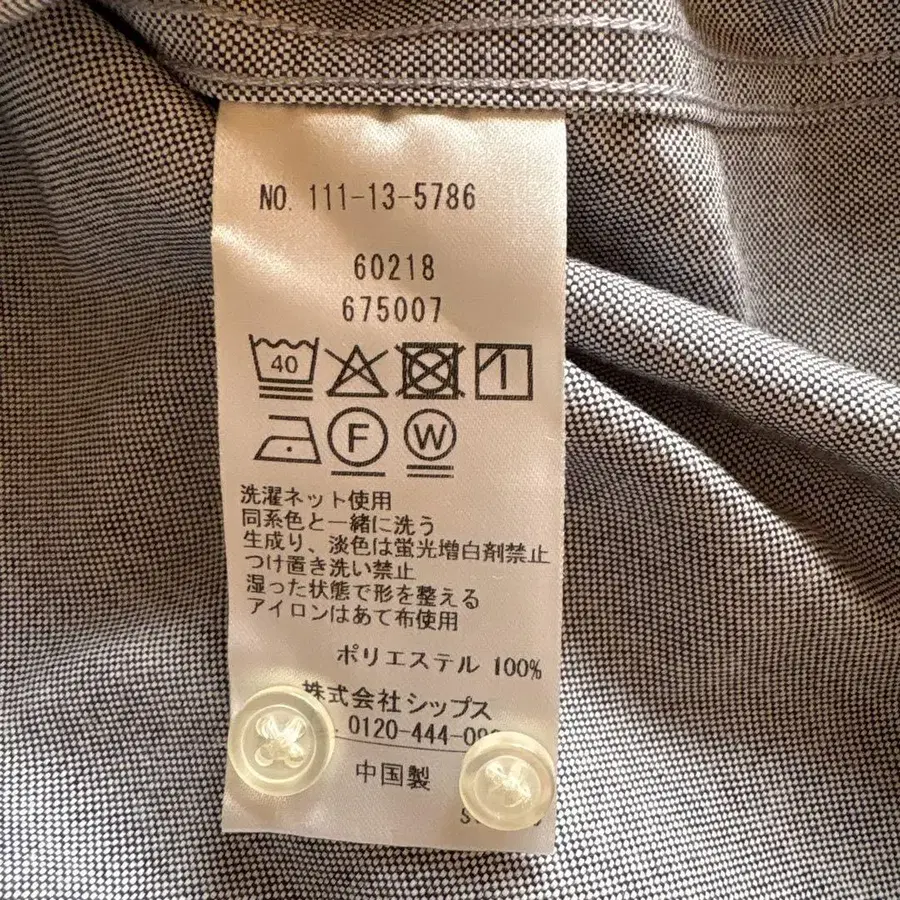 NO. 111-13-5786
60218
675007
40
F W
洗濯ネット使用
同系色と一緒に洗う
生成り、淡色は蛍光増白剤禁止
つけ置き洗い禁止
湿った状態で形を整える
アイロンはあて布使用
ポリエステル 100%
株式会社シップス
0120-444-09
中国製
S